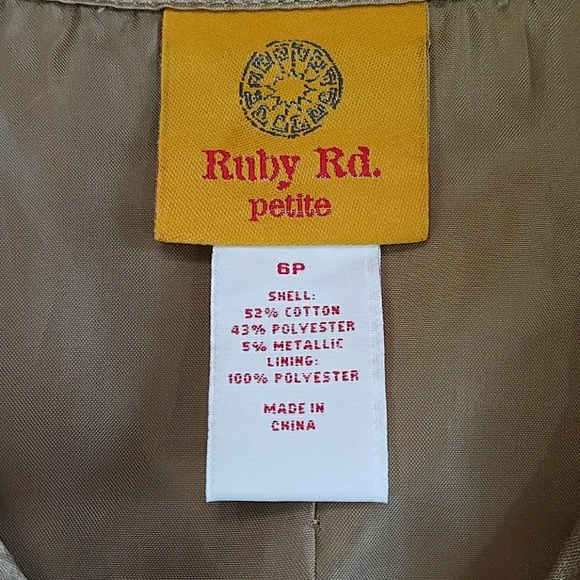 Ruby Rd.
petite
6P
SHELL:
52% COTTON
43% POLYESTER
5% METALLIC
LINING:
100% POLYESTER
MADE IN
CHINA